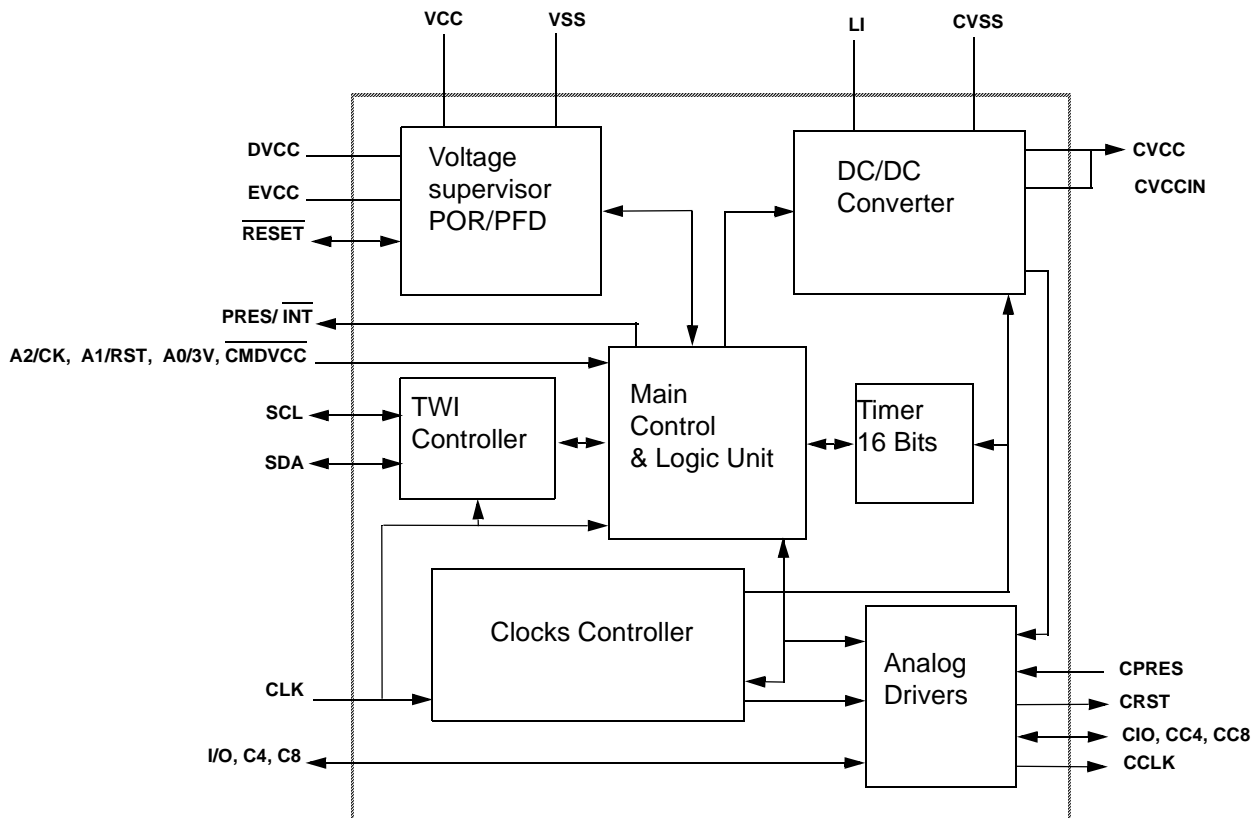 VCC
VSS
LI
CVSS
DVCC
EVCC
RESET
Voltage
supervisor
POR/PFD
DC/DC
Converter
CVCC
CVCCIN
PRES/ INT
A2/CK, A1/RST, A0/3V, CMDVCC
SCL
SDA
TWI
Controller
Main
Control
& Logic Unit
Timer
16 Bits
Clocks Controller
Analog
Drivers
CLK
I/O, C4, C8
CPRES
CRST
CIO, CC4, CC8
CCLK